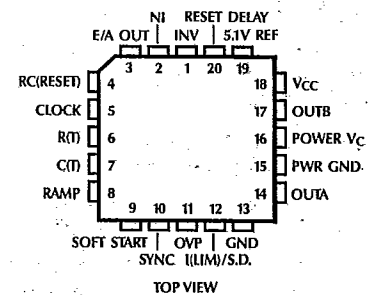 NI RESET DELAY
E/A OUT INV 5.1V REF
3 2 1 20 19
RC(RESET) 4 18 VCC
CLOCK 5 17 OUTB
R(T) 6 16 POWER VC
C(T) 7 15 PWR GND
RAMP 8 14 OUTA
9 10 11 12 13
SOFT START OVP GND
SYNC I(LIM)/S.D.
TOP VIEW